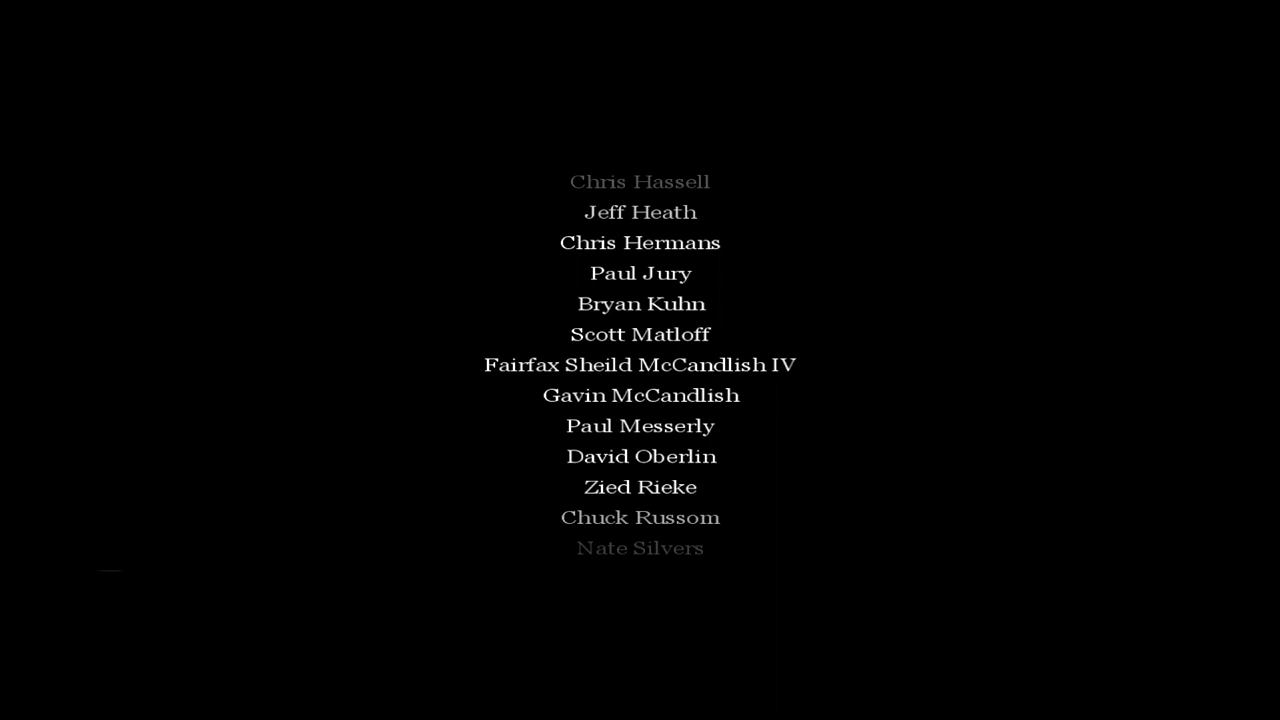 Chris Hassell
Jeff Heath
Chris Hermans
Paul Jury
Bryan Kuhn
Scott Matloff
Fairfax Sheild McCandlish IV
Gavin McCandlish
Paul Messerly
David Oberlin
Zied Rieke
Chuck Russom
Nate Silvers